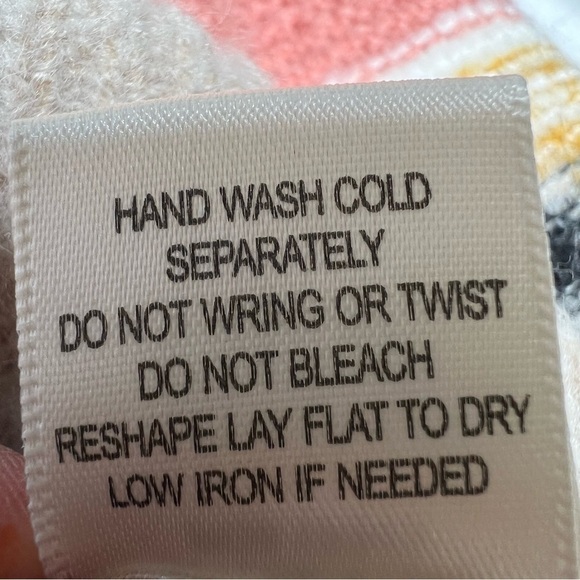 HAND WASH COLD
SEPARATELY
DO NOT WRING OR TWIST
DO NOT BLEACH
RESHAPE LAY FLAT TO DRY
LOW IRON IF NEEDED